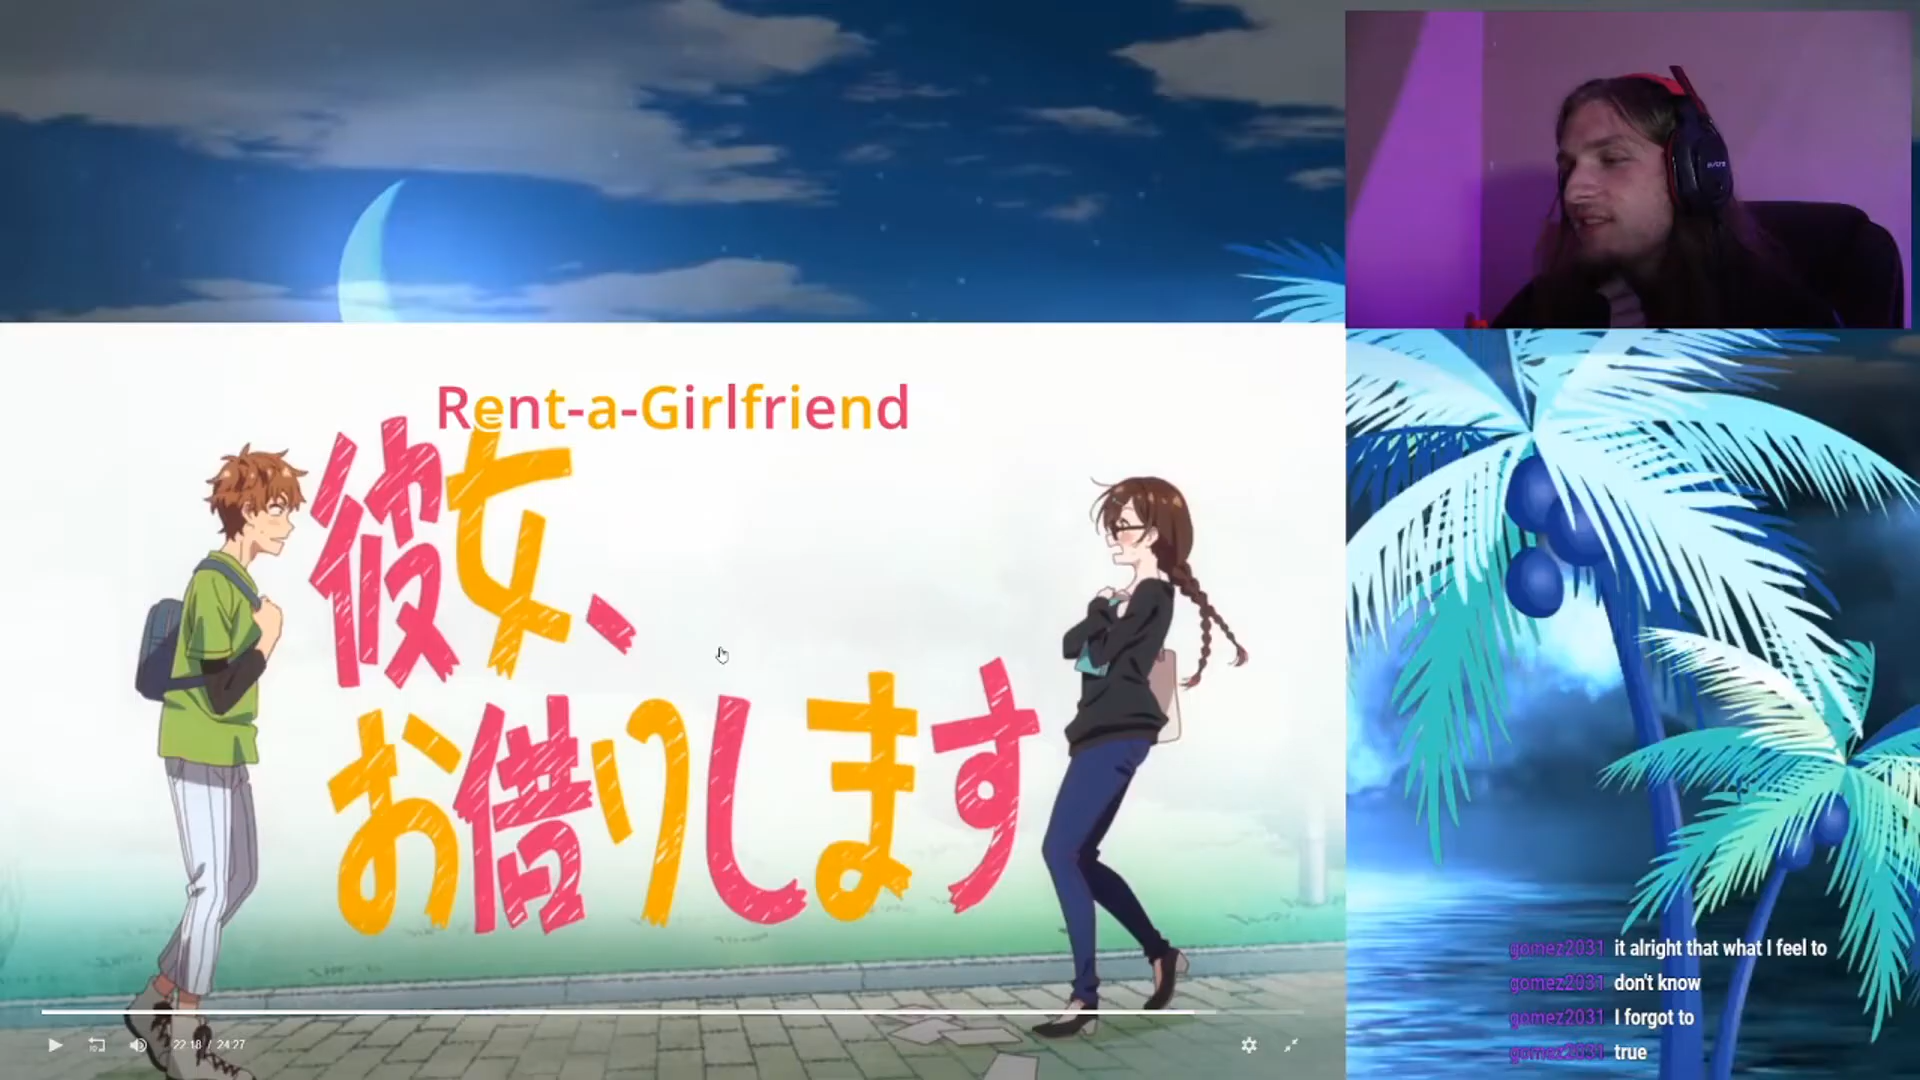 Rent-a-Girlfriend
彼女、
お借りします
22:18 / 24:27
gomez2031 it alright that what I feel to
gomez2031 don't know
gomez2031 I forgot to
gomez2031 true